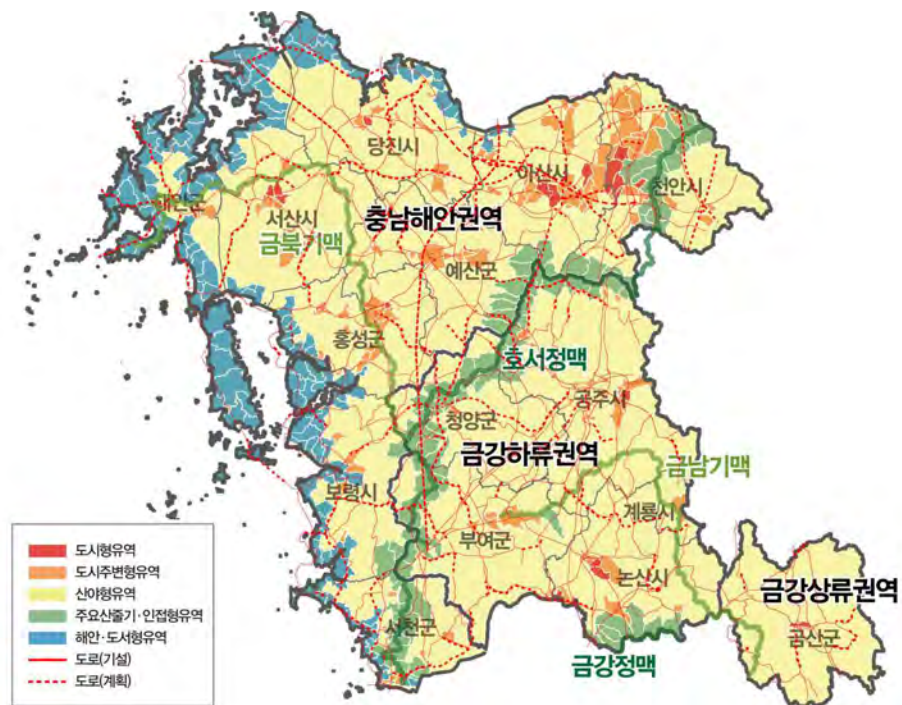 당진시
아산시
천안시
태안군
서산시
충남해안권역
금북기맥
예산군
홍성군
호서정맥
공주시
청양군
금강하류권역
금남기맥
보령시
계룡시
부여군
논산시
금강상류권역
서천군
금산군
금강정맥
도시형유역
도시주변형유역
산야형유역
주요산줄기·인접형유역
해안·도서형유역
도로(기설)
도로(계획)